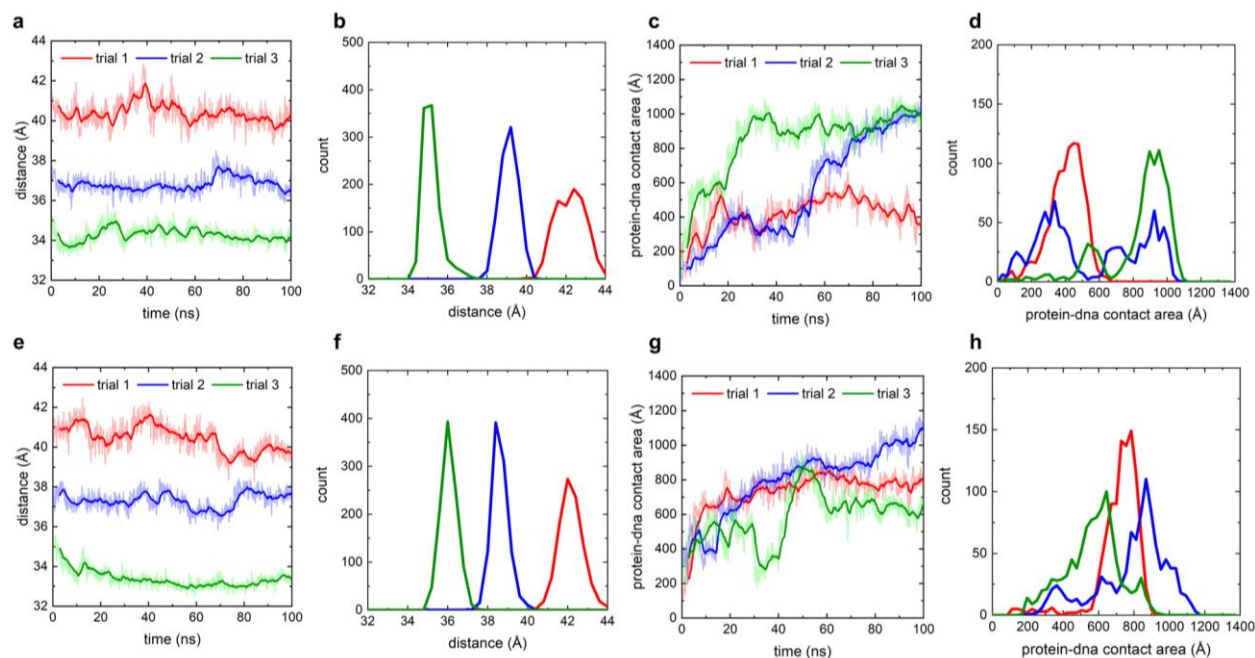 a
b
c
d
44
42
40
38
36
34
32
trial 1 trial 2 trial 3
distance (Å)
0 20 40 60 80 100
time (ns)
500
400
300
200
100
0
count
32 34 36 38 40 42 44
distance (Å)
1400
1200
1000
800
600
400
200
0
trial 1 trial 2 trial 3
protein-dna contact area (Å)
0 20 40 60 80 100
time (ns)
200
150
100
50
0
count
0 200 400 600 800 1000 1200 1400
protein-dna contact area (Å)
e
f
g
h
44
42
40
38
36
34
32
trial 1 trial 2 trial 3
distance (Å)
0 20 40 60 80 100
time (ns)
500
400
300
200
100
0
count
32 34 36 38 40 42 44
distance (Å)
1400
1200
1000
800
600
400
200
0
trial 1 trial 2 trial 3
protein-dna contact area (Å)
0 20 40 60 80 100
time (ns)
200
150
100
50
0
count
0 200 400 600 800 1000 1200 1400
protein-dna contact area (Å)